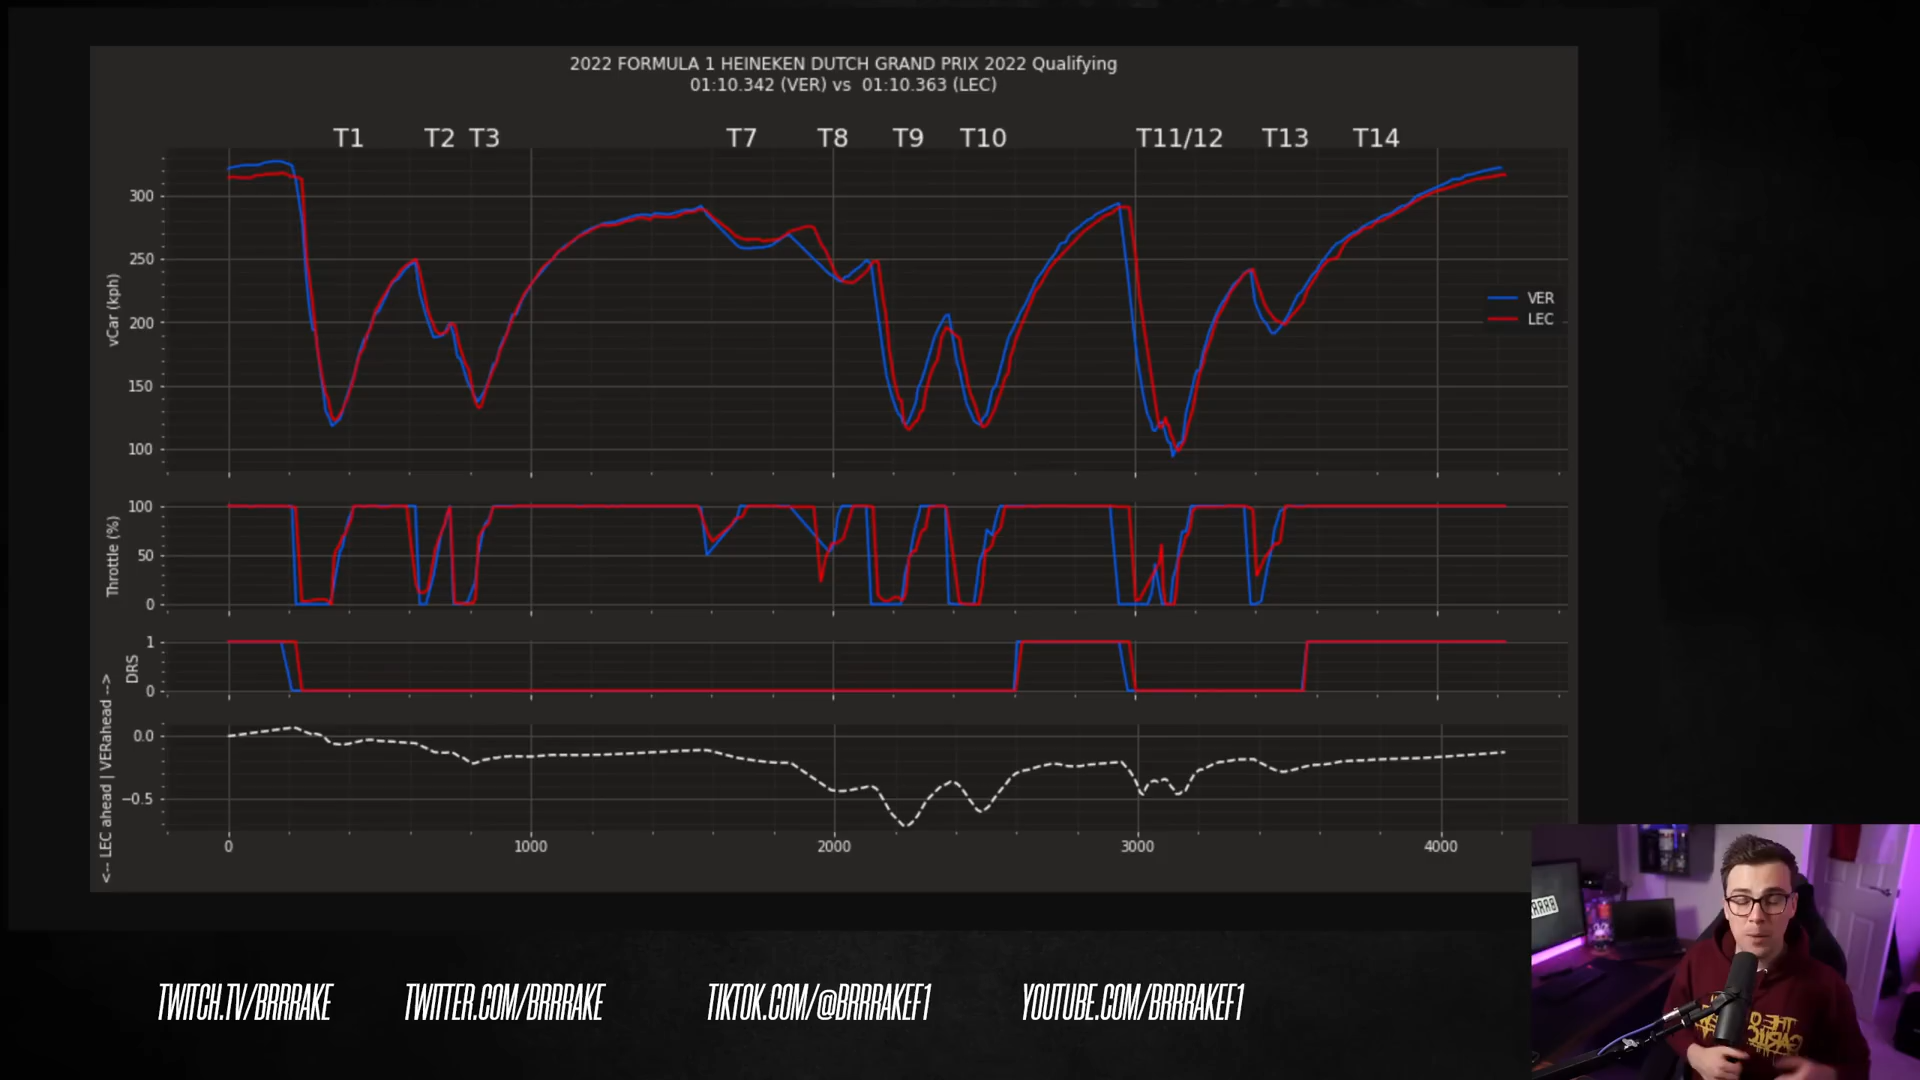 2022 FORMULA 1 HEINEKEN DUTCH GRAND PRIX 2022 Qualifying
01:10.342 (VER) vs 01:10.363 (LEC)
T1 T2 T3 T7 T8 T9 T10 T11/12 T13 T14
vCar (kph)
300
250
200
150
100
VER
LEC
Throttle (%)
100
50
0
DRS
1
0
<-- LEC ahead | VERahead -->
0.0
−0.5
0 1000 2000 3000 4000
TWITCH.TV/BRRRAKE TWITTER.COM/BRRRAKE TIKTOK.COM/@BRRRAKEF1 YOUTUBE.COM/BRRRAKEF1